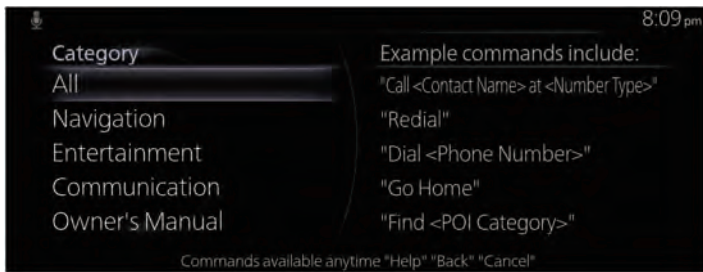 8:09 pm
Category
All
Navigation
Entertainment
Communication
Owner's Manual
Example commands include:
"Call <Contact Name> at <Number Type>"
"Redial"
"Dial <Phone Number>"
"Go Home"
"Find <POI Category>"
Commands available anytime "Help" "Back" "Cancel"